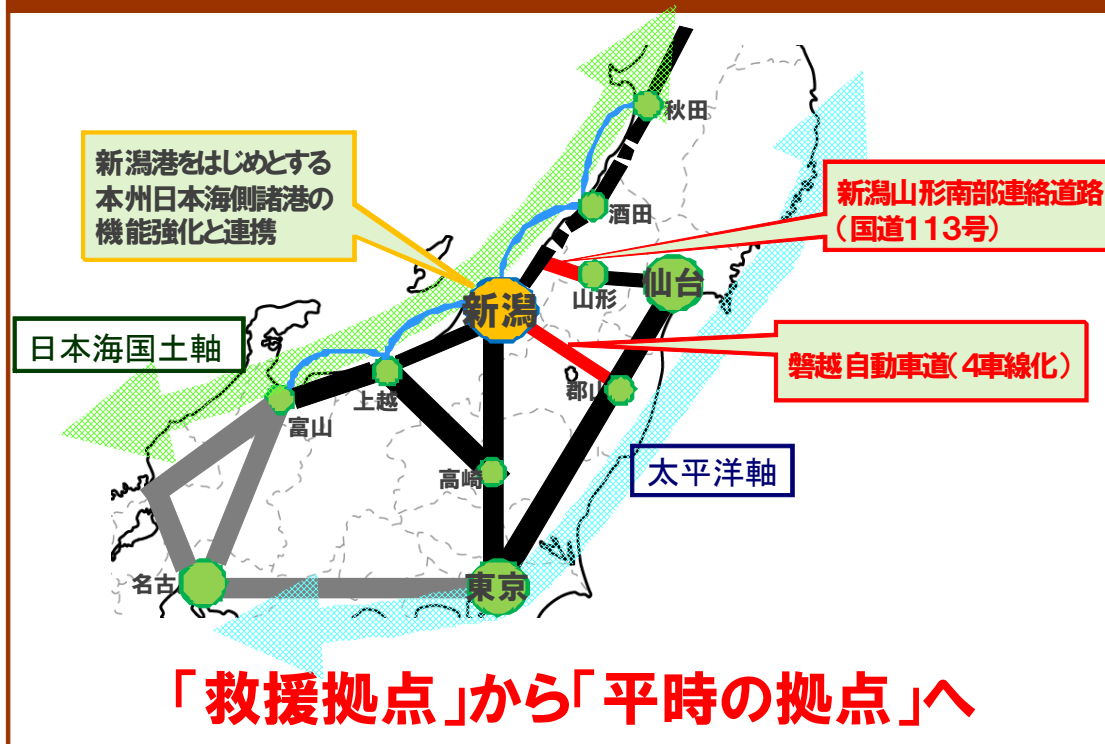 秋田
新潟港をはじめとする
本州日本海側諸港の
機能強化と連携
酒田
新潟山形南部連絡道路
(国道113号)
山形
仙台
新潟
日本海国土軸
上越
富山
郡山
磐越自動車道(4車線化)
高崎
太平洋軸
名古
東京
「救援拠点」から「平時の拠点」へ